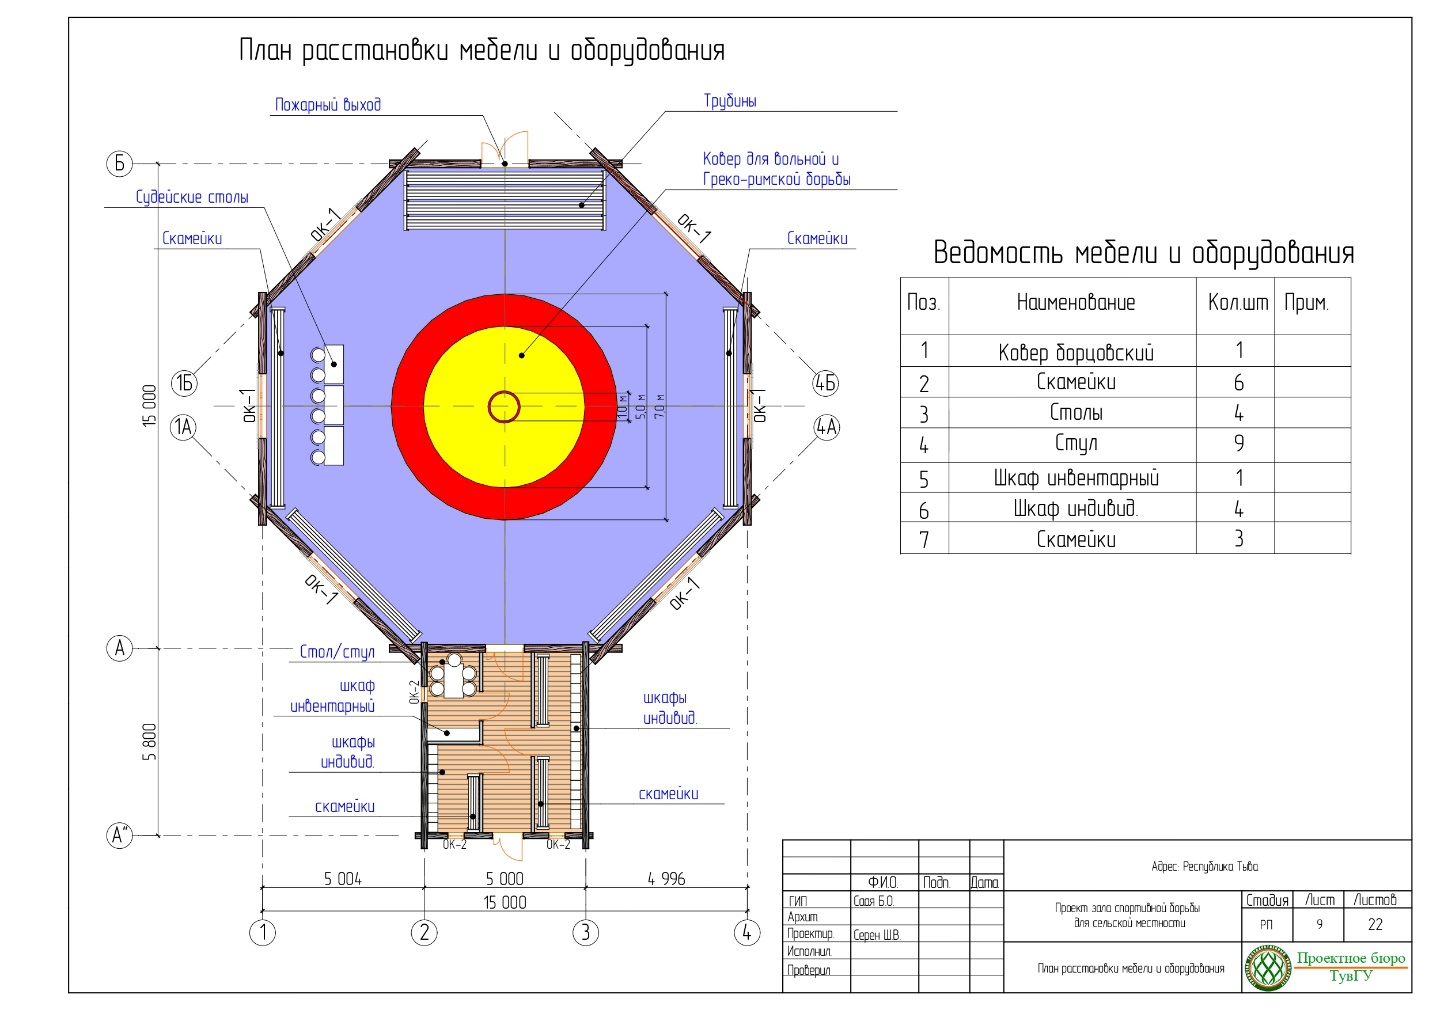 План расстановки мебели и оборудования
Пожарный выход
Трубины
Ковер для вольной и
Греко-римской борьбы
Судейские столы
Скамейки
Скамейки
Б
ОК-1
ОК-1
1Б
4Б
ОК-1
ОК-1
1А
4А
15 000
1,0 м
5,0 м
7,0 м
ОК-1
ОК-1
А
Стол/стул
шкаф
инвентарный
ОК-2
шкафы
индивид.
шкафы
индивид.
5 800
скамейки
скамейки
А"
ОК-2
ОК-2
5 004
5 000
4 996
15 000
1
2
3
4
Ведомость мебели и оборудования
Поз. Наименование Кол.шт Прим.
1 Ковер борцовский 1
2 Скамейки 6
3 Столы 4
4 Стул 9
5 Шкаф инвентарный 1
6 Шкаф индивид. 4
7 Скамейки 3
Ф.И.О. Подп. Дата
ГИП Саая Б.О.
Архит.
Проектир. Серен Ш.В.
Исполнил.
Проверил
Адрес: Республика Тыва
Проект зала спортивной борьбы
для сельской местности
Стадия Лист Листов
РП 9 22
План расстановки мебели и оборудования
Проектное бюро
ТувГУ